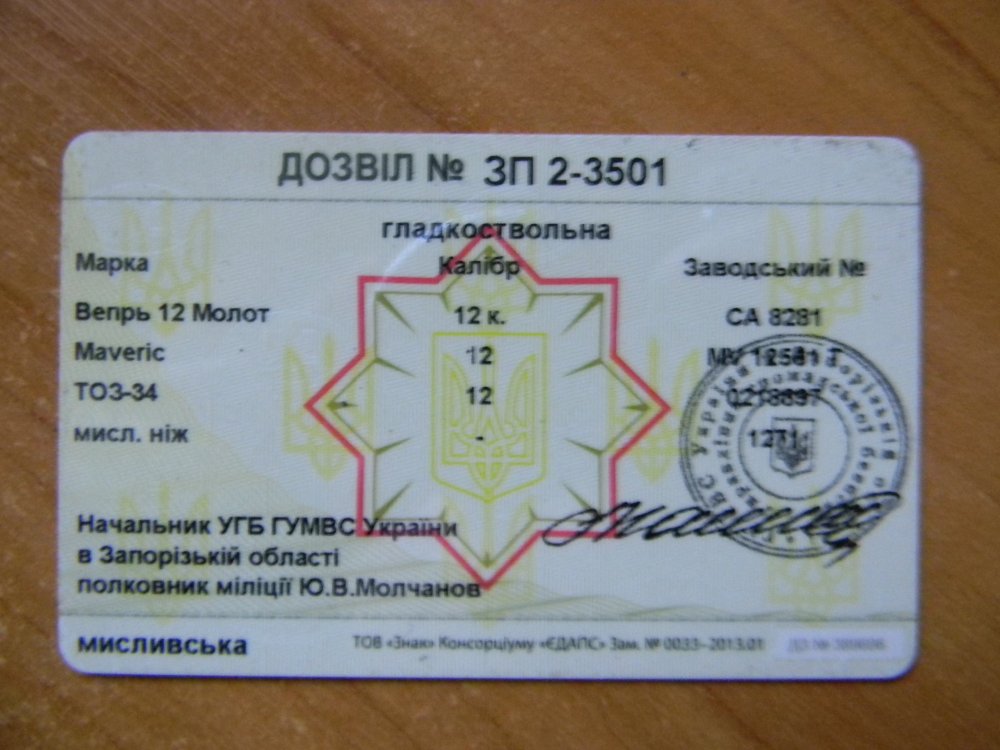 ДОЗВІЛ № ЗП 2-3501
гладкоствольна
Марка Калібр Заводський №
Вепрь 12 Молот 12 к. СА 8281
Maveric 12 MV
ТОЗ-34 12
мисл. ніж - 1271
Начальник УГБ ГУМВС України
в Запорізькій області
полковник міліції Ю.В.Молчанов
мисливська ТОВ «Знак» Консорціуму «ЄДАПС» Зам. № 0033-2013.01